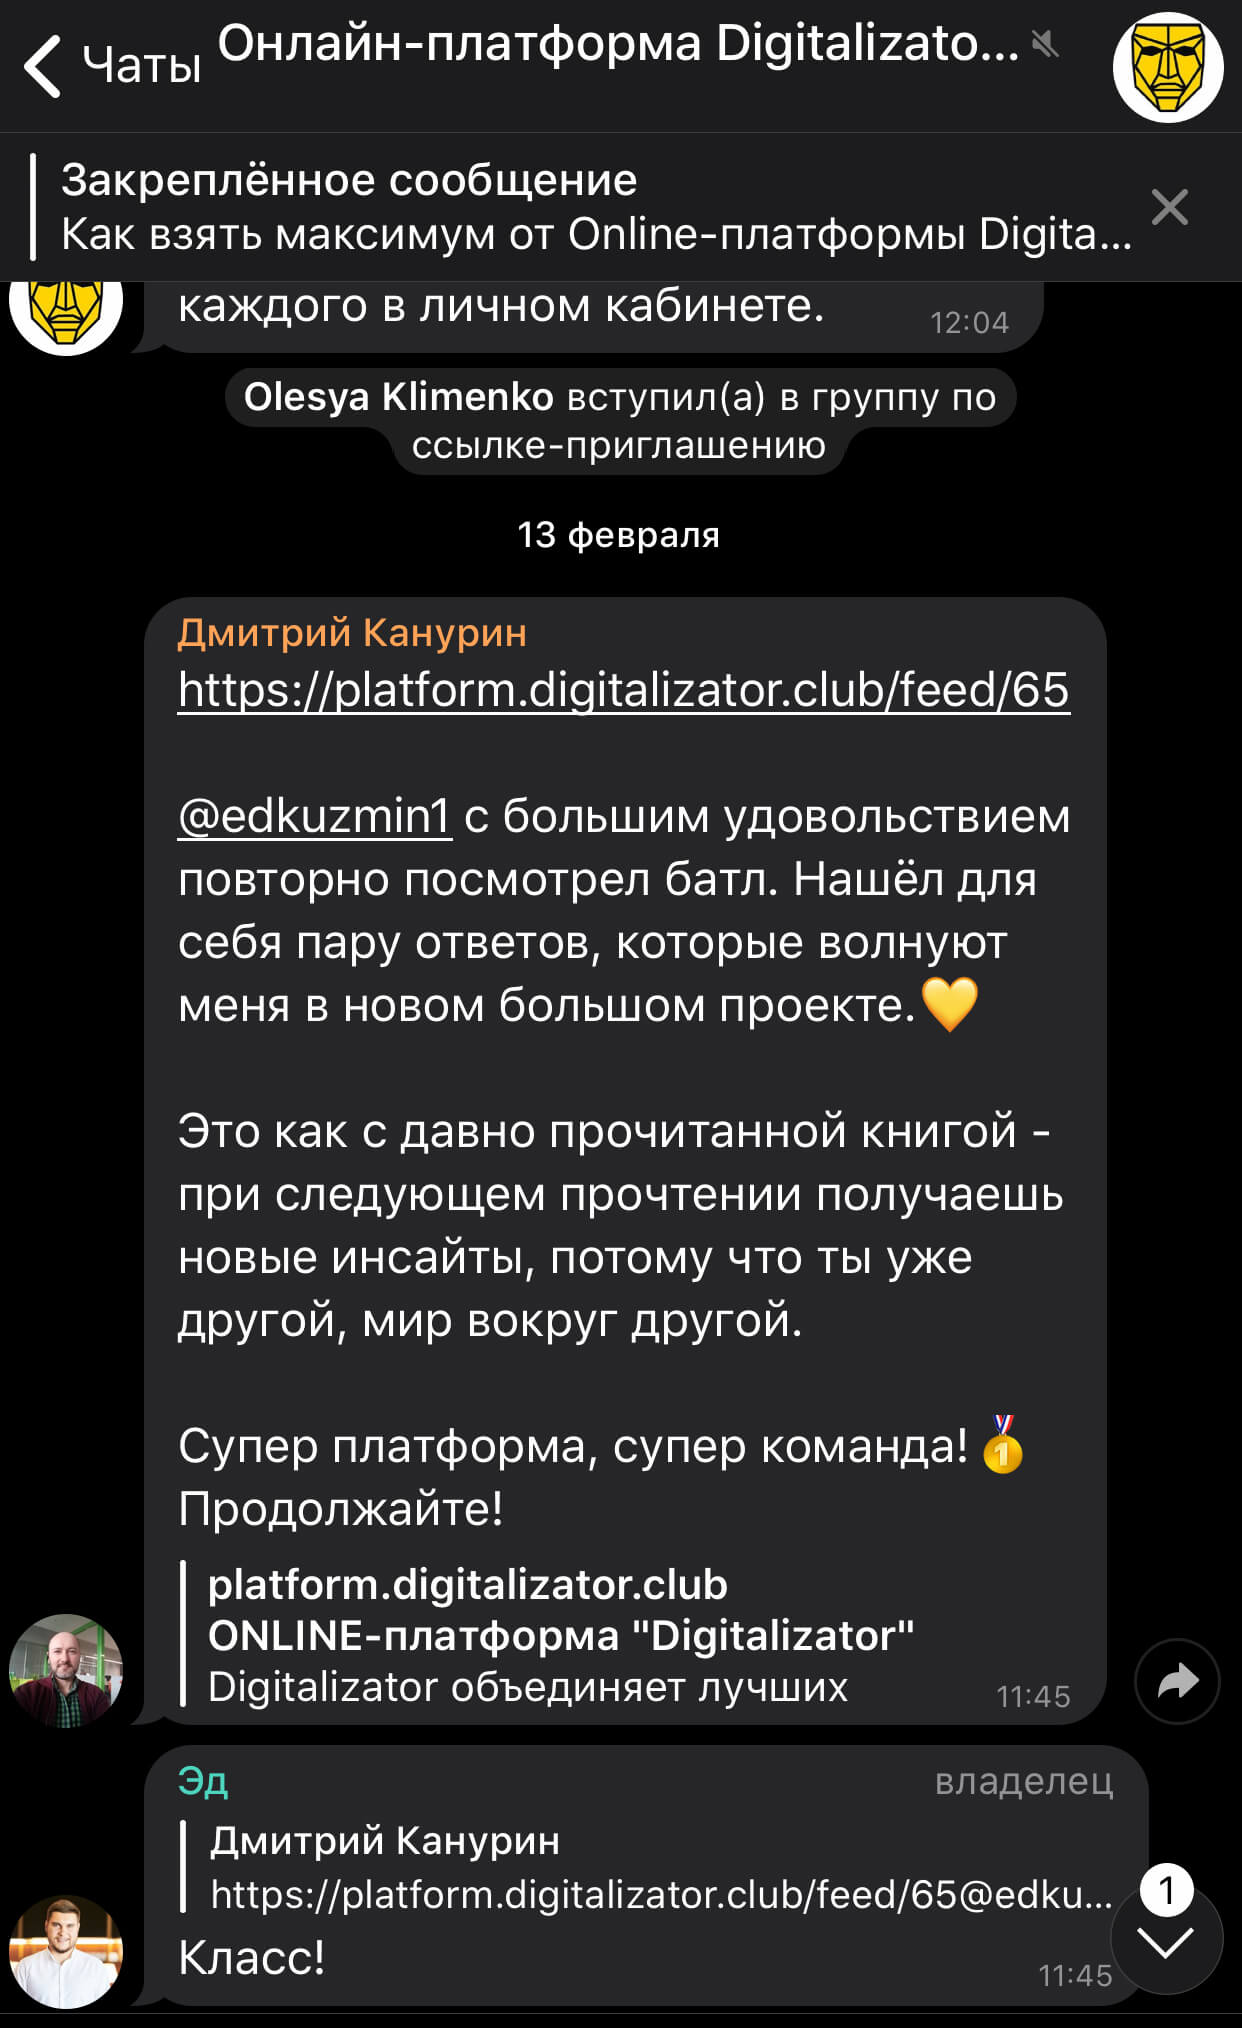 Чаты
Онлайн-платформа Digitalizato...
Закреплённое сообщение
Как взять максимум от Online-платформы Digita...
каждого в личном кабинете.
12:04
Olesya Klimenko вступил(а) в группу по
ссылке-приглашению
13 февраля
Дмитрий Канурин
https://platform.digitalizator.club/feed/65
@edkuzmin1 с большим удовольствием
повторно посмотрел батл. Нашёл для
себя пару ответов, которые волнуют
меня в новом большом проекте.💛
Это как с давно прочитанной книгой -
при следующем прочтении получаешь
новые инсайты, потому что ты уже
другой, мир вокруг другой.
Супер платформа, супер команда!🥇
Продолжайте!
platform.digitalizator.club
ONLINE-платформа "Digitalizator"
Digitalizator объединяет лучших
11:45
Эд
владелец
Дмитрий Канурин
https://platform.digitalizator.club/feed/65@edku...
1
Класс!
11:45